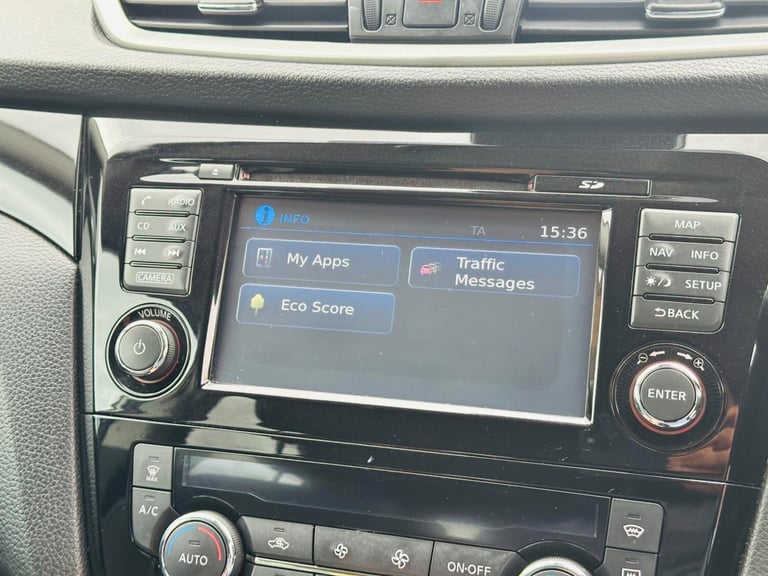 SD
RADIO
CD AUX
CAMERA
VOLUME
INFO
TA
15:36
My Apps
Traffic
Messages
Eco Score
MAP
NAV INFO
SETUP
BACK
ENTER
MAX
A/C
AUTO
ON·OFF